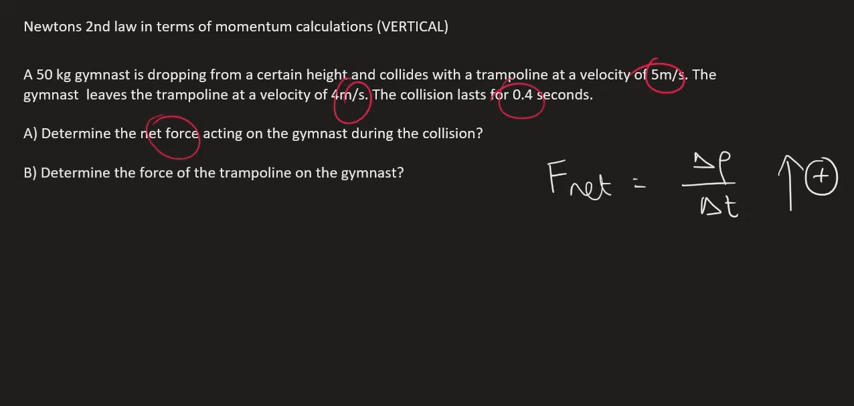 Newtons 2nd law in terms of momentum calculations (VERTICAL)
A 50 kg gymnast is dropping from a certain height and collides with a trampoline at a velocity of 5m/s. The
gymnast leaves the trampoline at a velocity of 4m/s. The collision lasts for 0.4 seconds.
A) Determine the net force acting on the gymnast during the collision?
B) Determine the force of the trampoline on the gymnast?
Fnet = Δp/Δt ↑ +